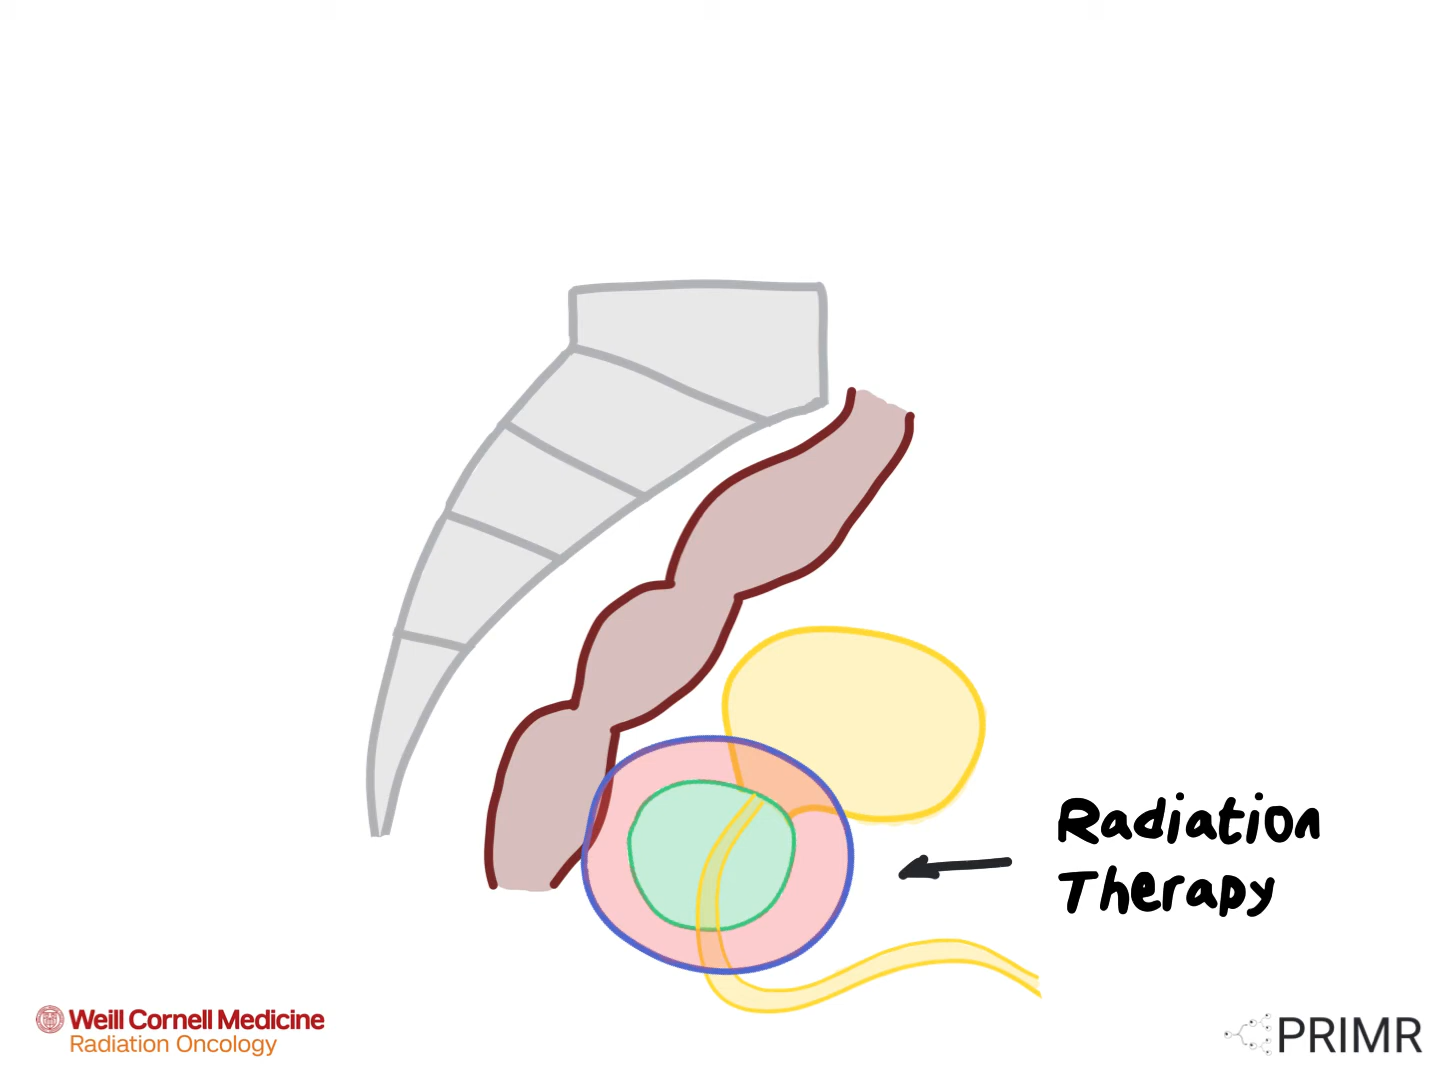 Radiation
Therapy
Weill Cornell Medicine
Radiation Oncology
PRIMR